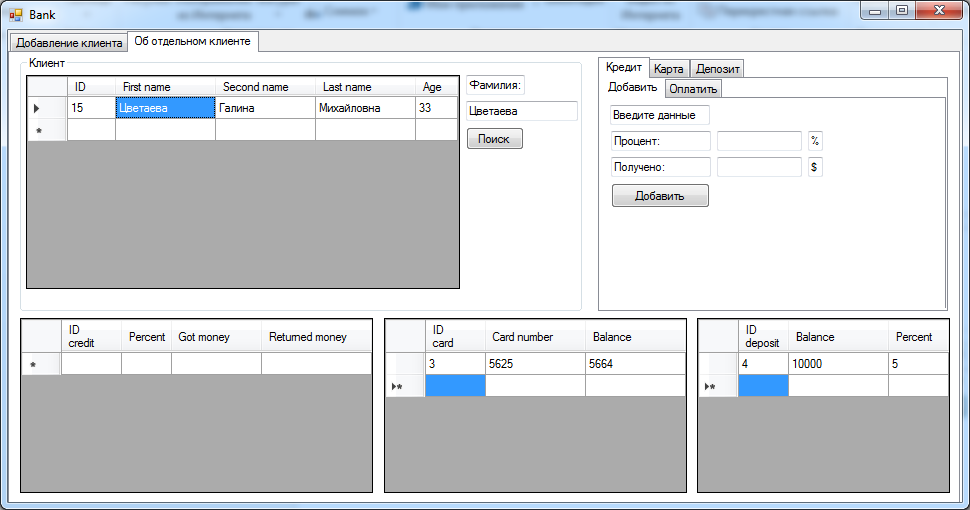 Bank
Добавление клиента Об отдельном клиенте
Клиент
ID First name Second name Last name Age
15 Цветаева Галина Михайловна 33
*
Фамилия:
Цветаева
Поиск
Кредит Карта Депозит
Добавить Оплатить
Введите данные
Процент: %
Получено: $
Добавить
ID credit Percent Got money Returned money
*
ID card Card number Balance
3 5625 5664
*
ID deposit Balance Percent
4 10000 5
*